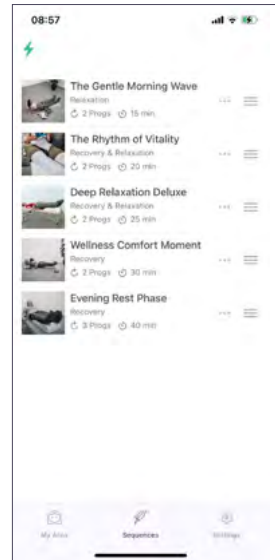 08:57
The Gentle Morning Wave
Relaxation
2 Progs 15 min
The Rhythm of Vitality
Recovery & Relaxation
2 Progs 20 min
Deep Relaxation Deluxe
Recovery & Relaxation
2 Progs 25 min
Wellness Comfort Moment
Recovery
2 Progs 30 min
Evening Rest Phase
Recovery
3 Progs 40 min
My Area Sequences Settings